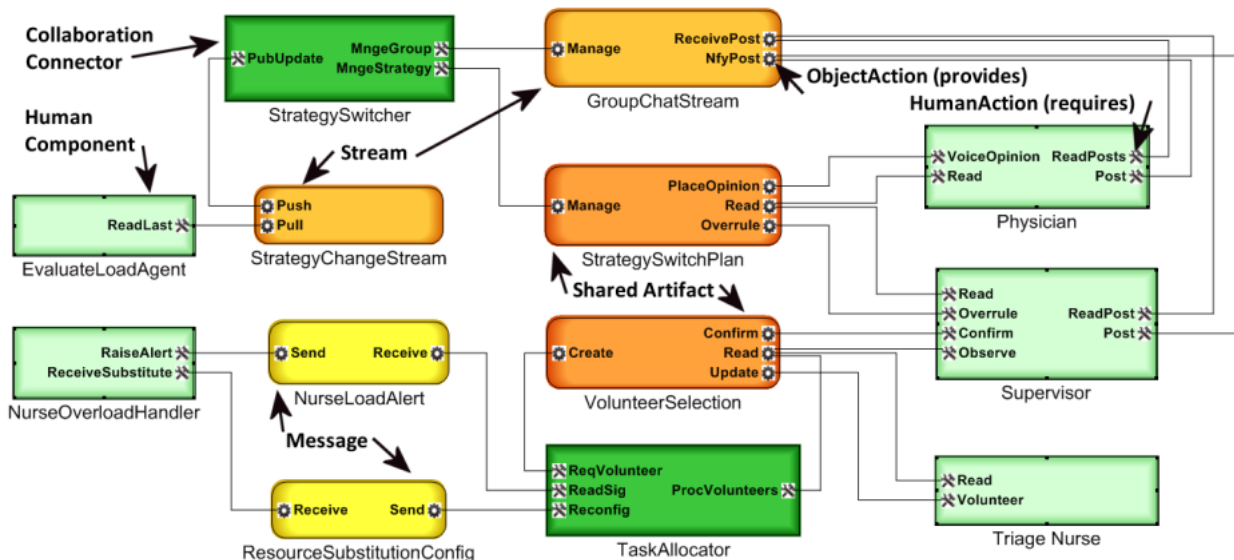 Collaboration
Connector
PubUpdate
MngeGroup
MngeStrategy
StrategySwitcher
Manage
ReceivePost
NfyPost
GroupChatStream
ObjectAction (provides)
HumanAction (requires)
Human
Component
Stream
VoiceOpinion
Read
ReadPosts
Post
Physician
ReadLast
EvaluateLoadAgent
Push
Pull
StrategyChangeStream
Manage
PlaceOpinion
Read
Overrule
StrategySwitchPlan
Shared Artifact
Read
Overrule
Confirm
Observe
ReadPost
Post
Supervisor
RaiseAlert
ReceiveSubstitute
NurseOverloadHandler
Send
Receive
NurseLoadAlert
Create
Confirm
Read
Update
VolunteerSelection
Message
Receive
Send
ResourceSubstitutionConfig
ReqVolunteer
ReadSig
Reconfig
ProcVolunteers
TaskAllocator
Read
Volunteer
Triage Nurse